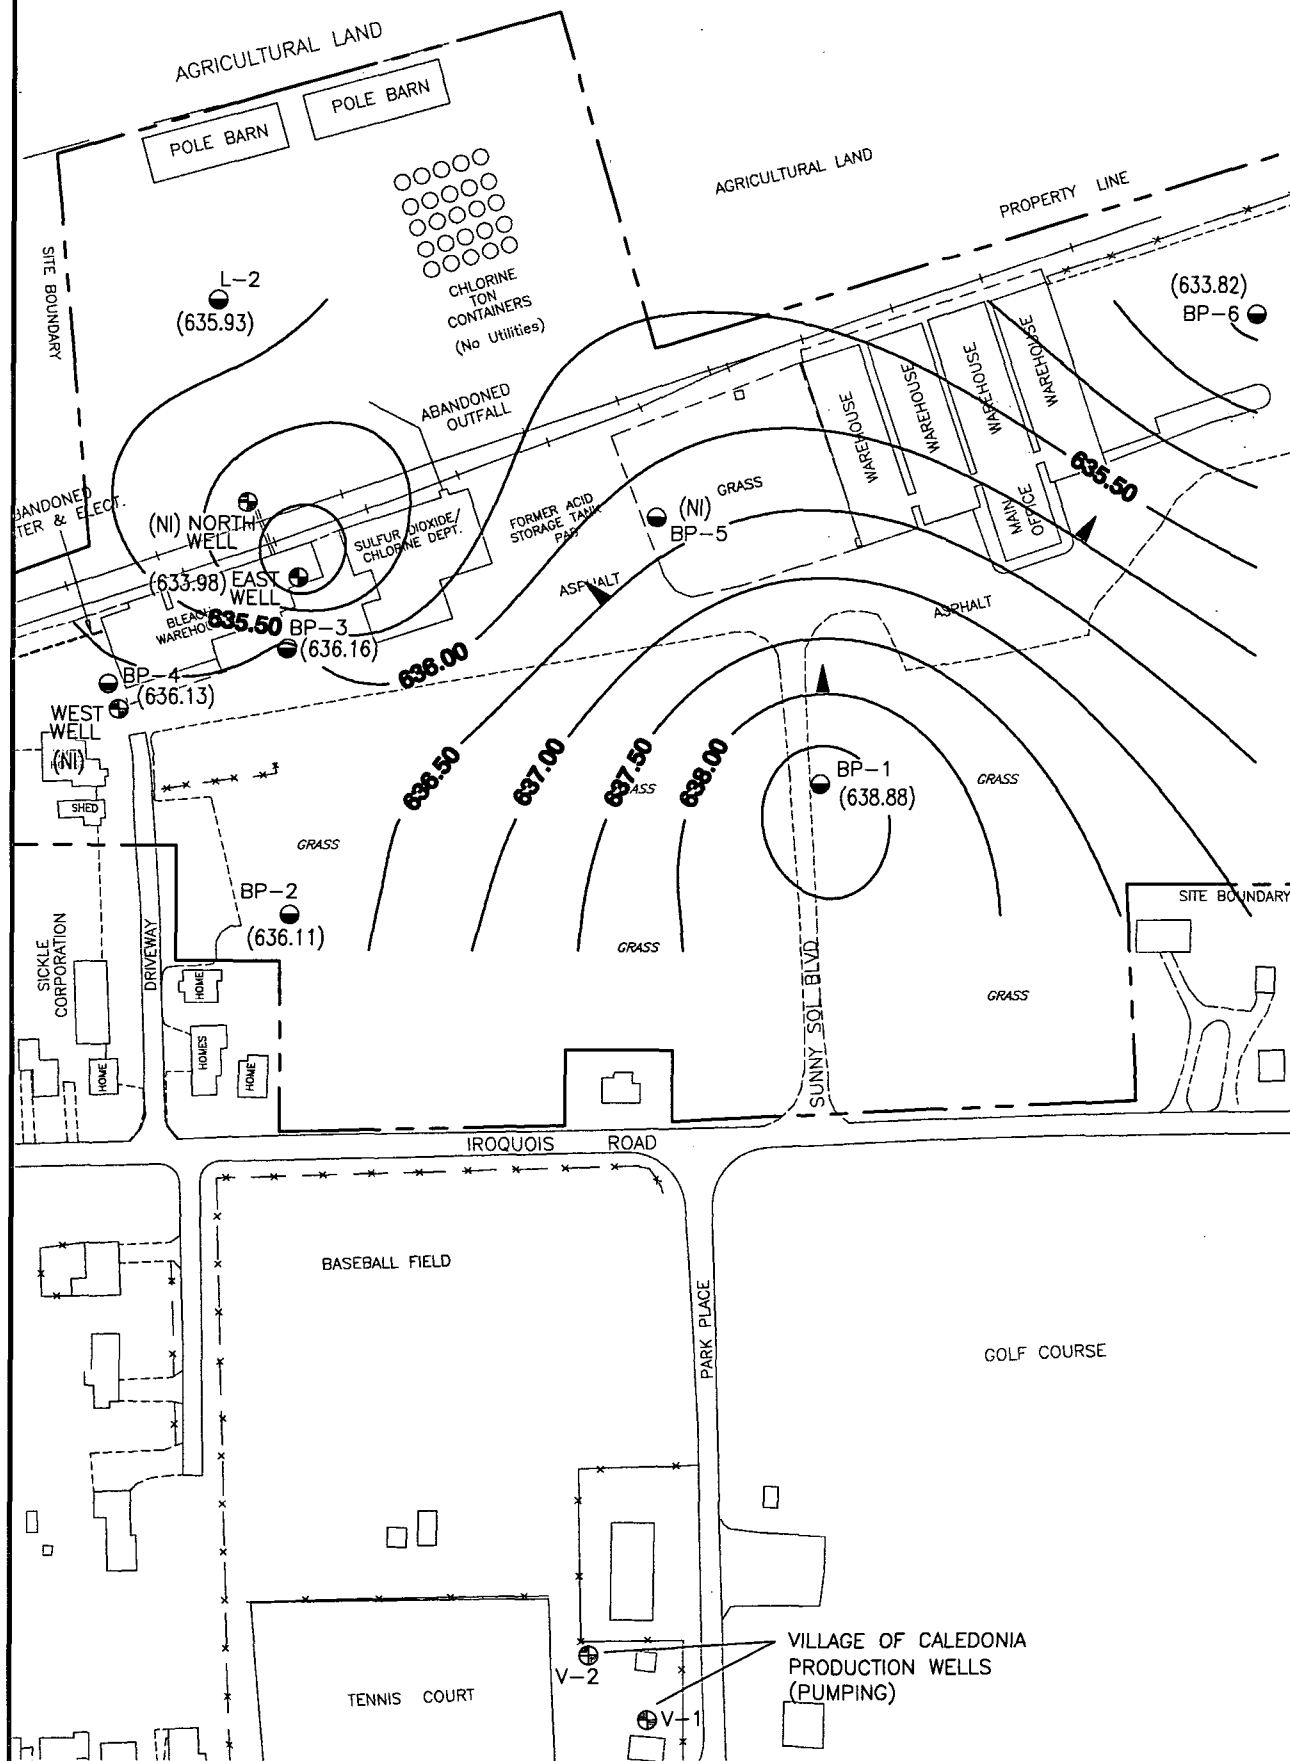 AGRICULTURAL LAND
POLE BARN
POLE BARN
AGRICULTURAL LAND
PROPERTY LINE
SITE BOUNDARY
L-2
(635.93)
CHLORINE
TON
CONTAINERS
(No Utilities)
(633.82)
BP-6
ABANDONED
OUTFALL
WAREHOUSE
WAREHOUSE
WAREHOUSE
WAREHOUSE
635.50
MAIN
OFFICE
GRASS
(NI)
BP-5
FORMER ACID
STORAGE TANK
PAD
SULFUR DIOXIDE/
CHLORINE DEPT.
(NI) NORTH
WELL
(633.98) EAST
WELL
635.50
BP-3
(636.16)
636.00
ASPHALT
ASPHALT
BP-4
(636.13)
WEST
WELL
(NI)
SHED
636.50
637.00
637.50
638.00
BP-1
(638.88)
GRASS
GRASS
BP-2
(636.11)
SITE BOUNDARY
SICKLE
CORPORATION
DRIVEWAY
HOME
HOMES
HOME
HOME
GRASS
GRASS
SUNNY SOL BLVD
IROQUOIS ROAD
BASEBALL FIELD
PARK PLACE
GOLF COURSE
VILLAGE OF CALEDONIA
PRODUCTION WELLS
(PUMPING)
V-2
V-1
TENNIS COURT